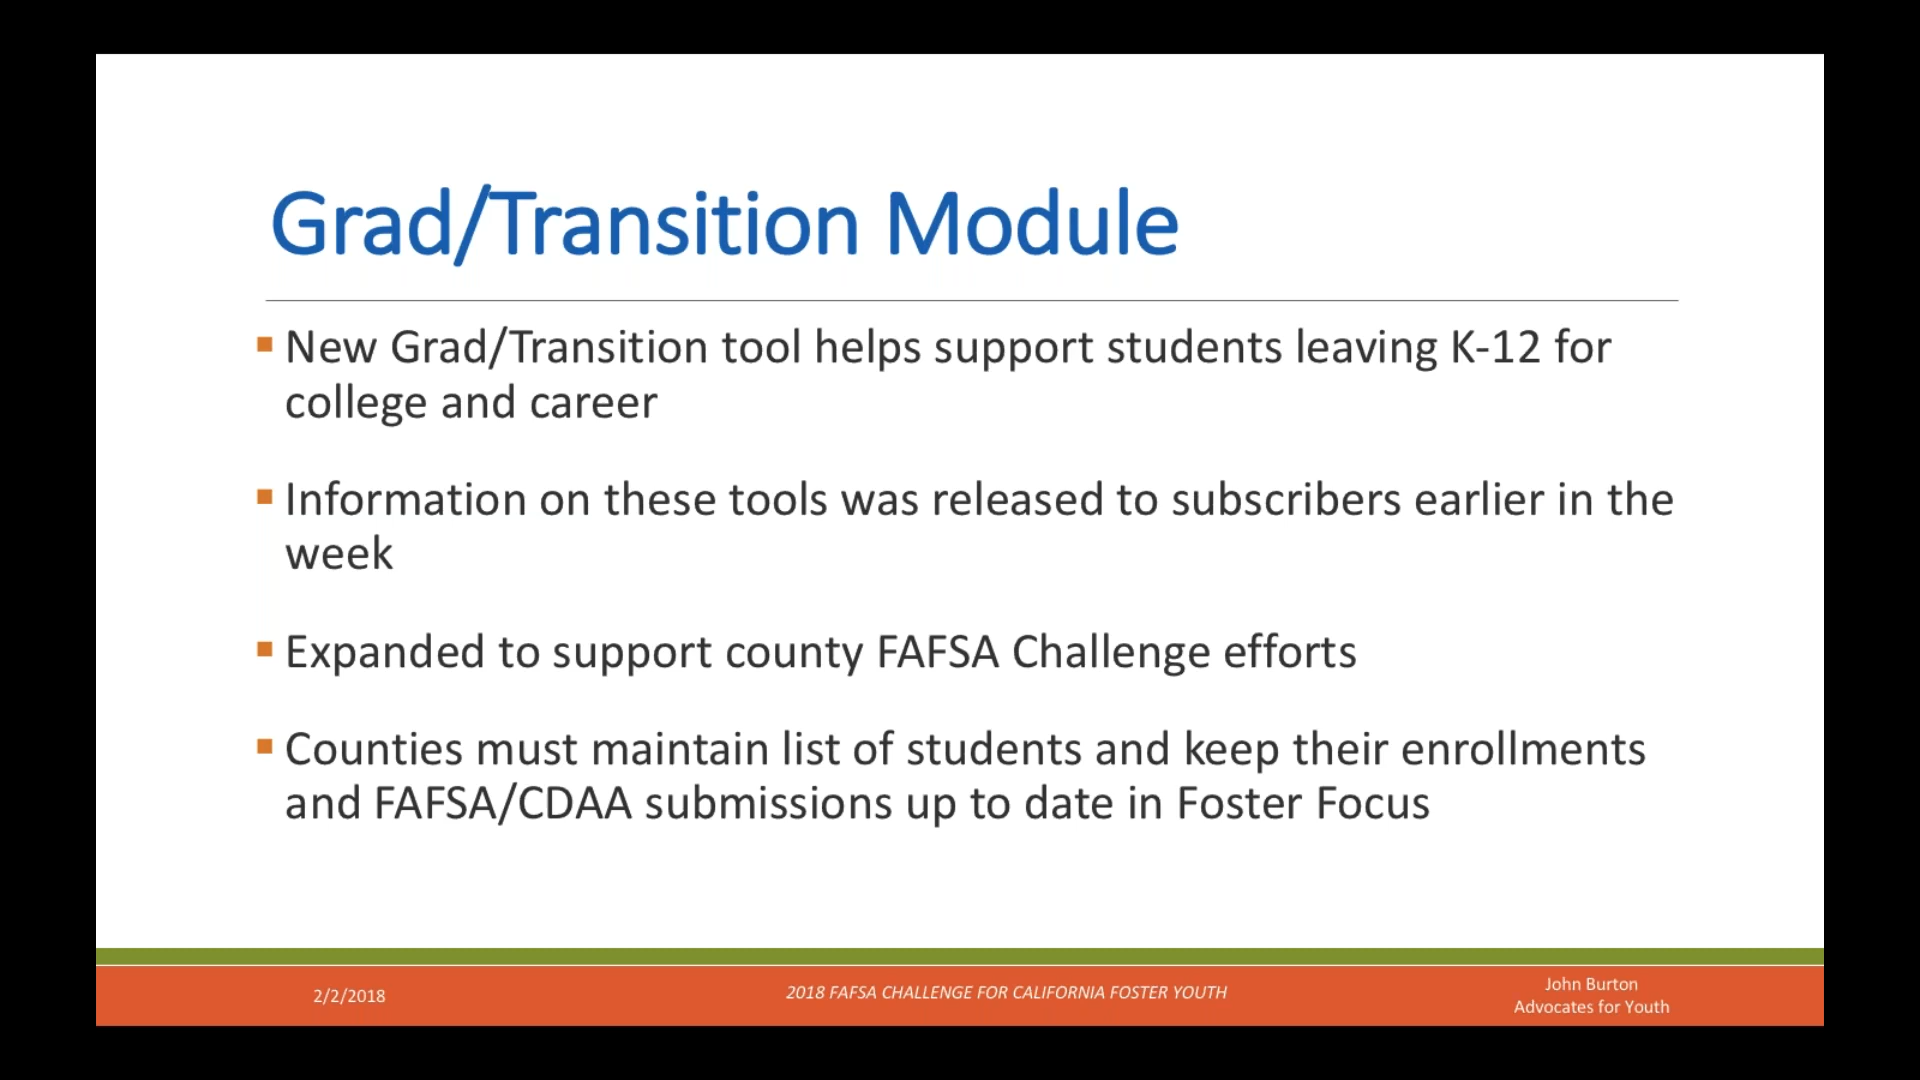 Grad/Transition Module
▪ New Grad/Transition tool helps support students leaving K-12 for
college and career
▪ Information on these tools was released to subscribers earlier in the
week
▪ Expanded to support county FAFSA Challenge efforts
▪ Counties must maintain list of students and keep their enrollments
and FAFSA/CDAA submissions up to date in Foster Focus
2/2/2018
2018 FAFSA CHALLENGE FOR CALIFORNIA FOSTER YOUTH
John Burton
Advocates for Youth